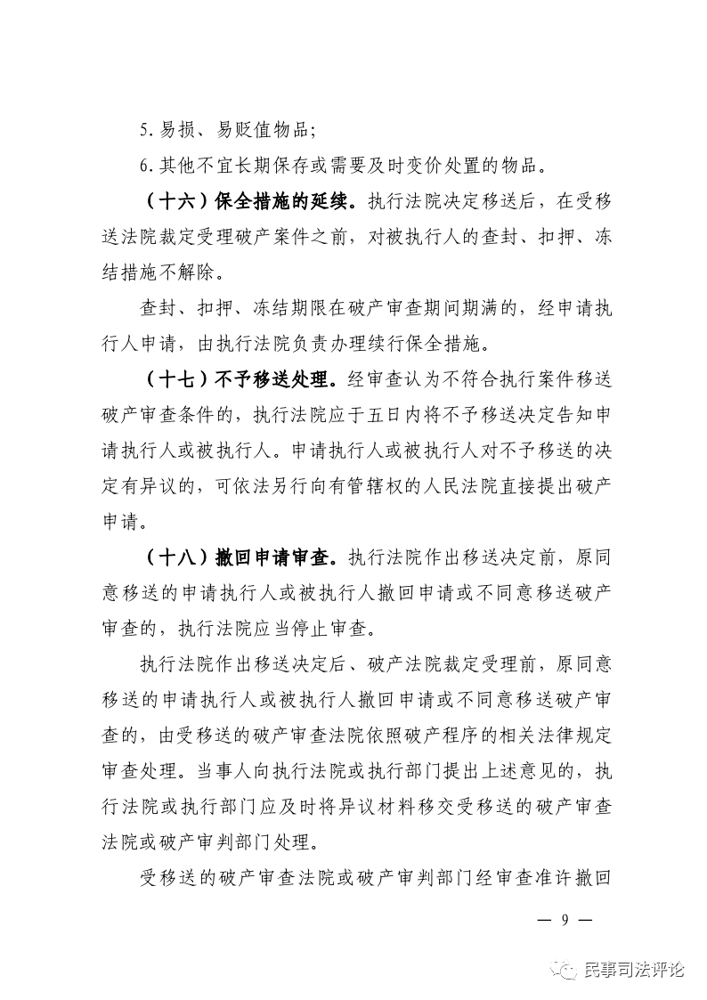 5. 易损、易贬值物品；
6. 其他不宜长期保存或需要及时变价处置的物品。
（十六）保全措施的延续。执行法院决定移送后，在受移
送法院裁定受理破产案件之前，对被执行人的查封、扣押、冻
结措施不解除。
查封、扣押、冻结期限在破产审查期间期满的，经申请执
行人申请，由执行法院负责办理续行保全措施。
（十七）不予移送处理。经审查认为不符合执行案件移送
破产审查条件的，执行法院应于五日内将不予移送决定告知申
请执行人或被执行人。申请执行人或被执行人对不予移送的决
定有异议的，可依法另行向有管辖权的人民法院直接提出破产
申请。
（十八）撤回申请审查。执行法院作出移送决定前，原同
意移送的申请执行人或被执行人撤回申请或不同意移送破产
审查的，执行法院应当停止审查。
执行法院作出移送决定后、破产法院裁定受理前，原同意
移送的申请执行人或被执行人撤回申请或不同意移送破产审
查的，由受移送的破产审查法院依照破产程序的相关法律规定
审查处理。当事人向执行法院或执行部门提出上述意见的，执
行法院或执行部门应及时将异议材料移交受移送的破产审查
法院或破产审判部门处理。
受移送的破产审查法院或破产审判部门经审查准许撤回
— 9 —
民事司法评论